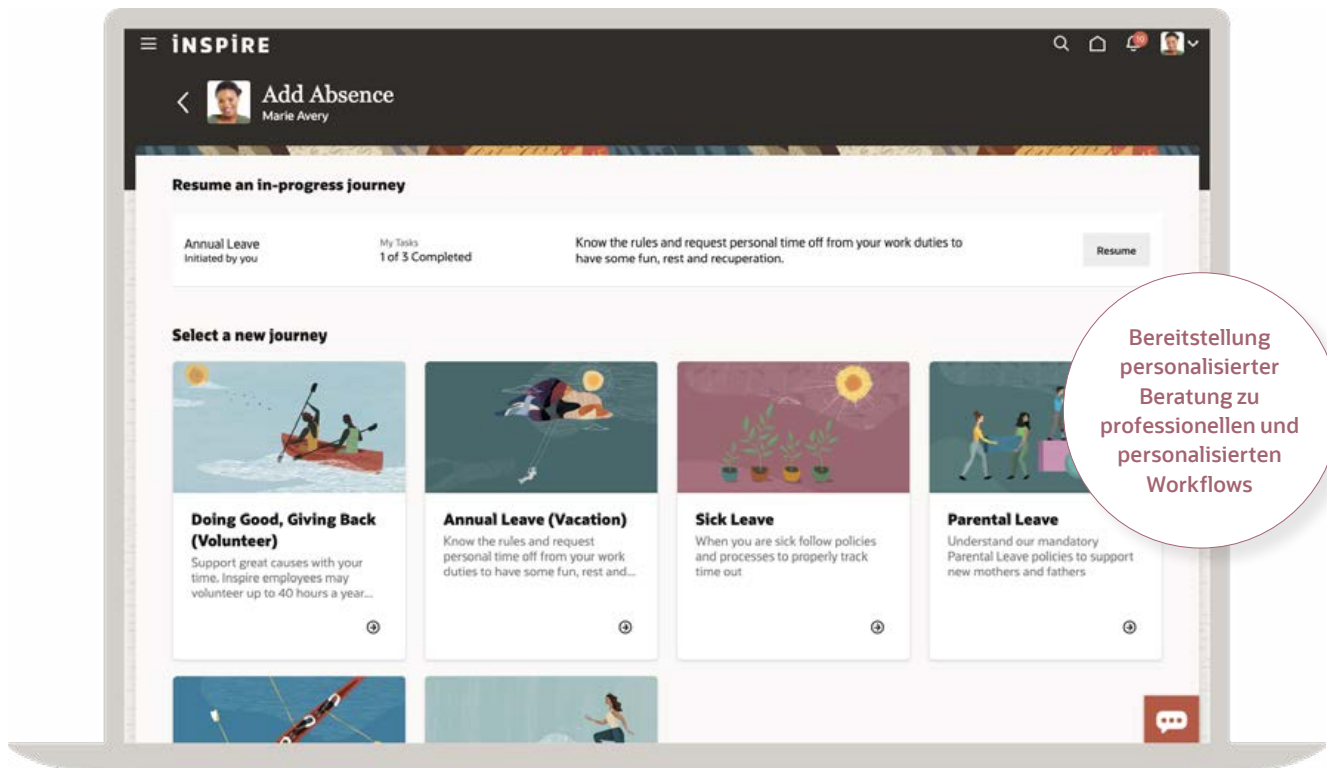 iNSPiRE
10
Add Absence
Marie Avery
Resume an in-progress journey
Annual Leave
Initiated by you
My Tasks
1 of 3 Completed
Know the rules and request personal time off from your work duties to
have some fun, rest and recuperation.
Resume
Select a new journey
Doing Good, Giving Back
(Volunteer)
Support great causes with your
time. Inspire employees may
volunteer up to 40 hours a year...
Annual Leave (Vacation)
Know the rules and request
personal time off from your work
duties to have some fun, rest and...
Sick Leave
When you are sick follow policies
and processes to properly track
time out
Parental Leave
Understand our mandatory
Parental Leave policies to support
new mothers and fathers
Bereitstellung
personalisierter
Beratung zu
professionellen und
personalisierten
Workflows